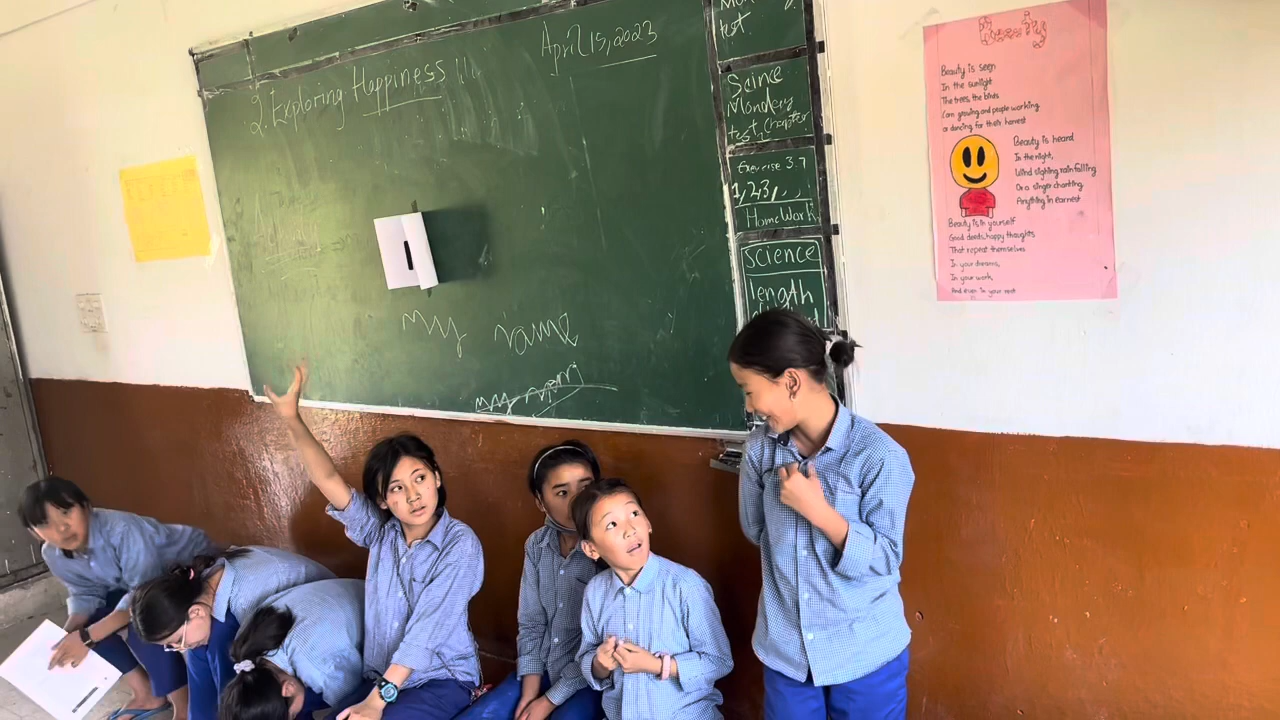 2. Exploring Happiness
April 15, 2023
my name
test.
Scince
Monday
test, Chapter
Exercise 3.7
1,2,3,
Home Work
science
length
Beauty
Beauty is seen
In the sunlight
The trees, the birds
Corn growing and people working
or dancing for their harvest
Beauty is heard
In the night,
Wind sighing, rain falling
Or a singer chanting
Anything in earnest
Beauty is in yourself
Good deeds, happy thoughts
That repeat themselves
In your dreams,
In your work,
And even in your rest